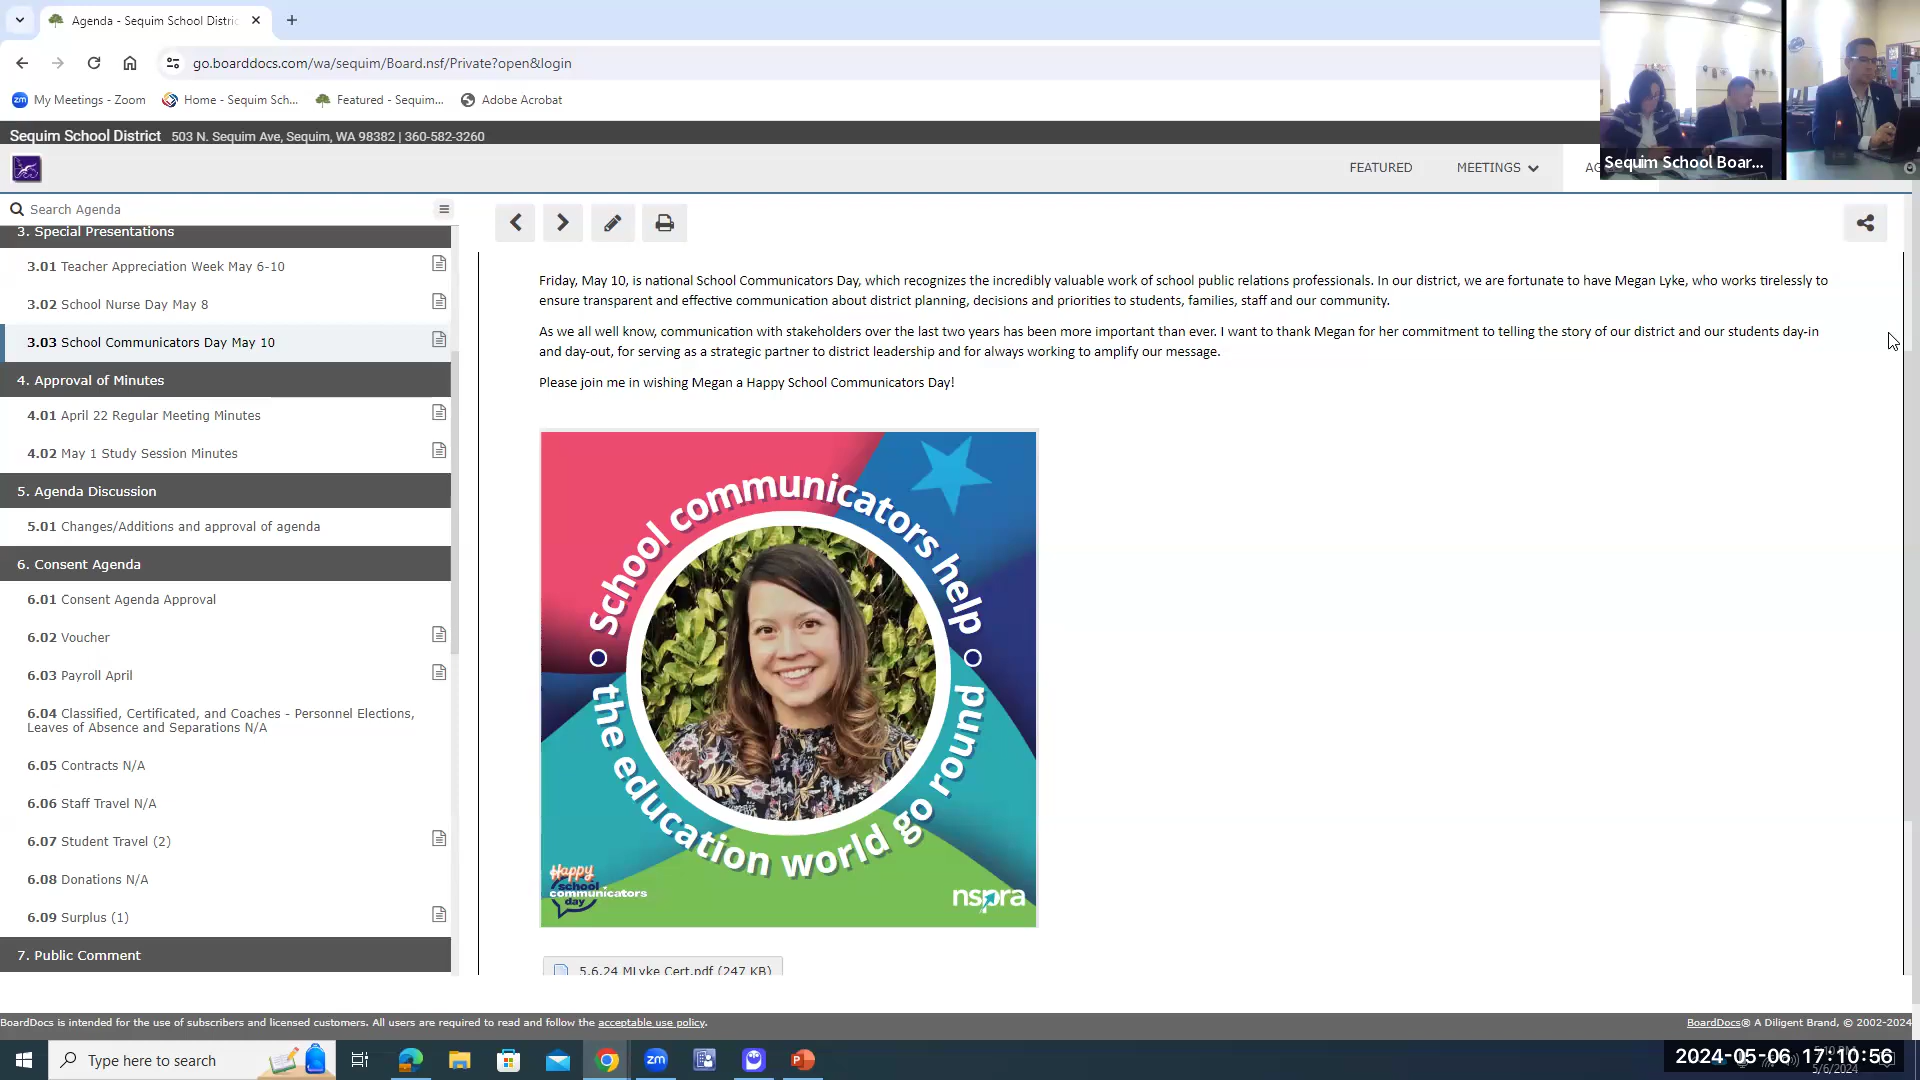 Agenda - Sequim School Distric
go.boarddocs.com/wa/sequim/Board.nsf/Private?open&login
My Meetings - Zoom
Home - Sequim Sch...
Featured - Sequim...
Adobe Acrobat
Sequim School District 503 N. Sequim Ave, Sequim, WA 98382 | 360-582-3260
FEATURED
MEETINGS
Sequim School Boar...
Search Agenda
3. Special Presentations
3.01 Teacher Appreciation Week May 6-10
3.02 School Nurse Day May 8
3.03 School Communicators Day May 10
4. Approval of Minutes
4.01 April 22 Regular Meeting Minutes
4.02 May 1 Study Session Minutes
5. Agenda Discussion
5.01 Changes/Additions and approval of agenda
6. Consent Agenda
6.01 Consent Agenda Approval
6.02 Voucher
6.03 Payroll April
6.04 Classified, Certificated, and Coaches - Personnel Elections,
Leaves of Absence and Separations N/A
6.05 Contracts N/A
6.06 Staff Travel N/A
6.07 Student Travel (2)
6.08 Donations N/A
6.09 Surplus (1)
7. Public Comment
Friday, May 10, is national School Communicators Day, which recognizes the incredibly valuable work of school public relations professionals. In our district, we are fortunate to have Megan Lyke, who works tirelessly to
ensure transparent and effective communication about district planning, decisions and priorities to students, families, staff and our community.
As we all well know, communication with stakeholders over the last two years has been more important than ever. I want to thank Megan for her commitment to telling the story of our district and our students day-in
and day-out, for serving as a strategic partner to district leadership and for always working to amplify our message.
Please join me in wishing Megan a Happy School Communicators Day!
School communicators help
the education world go round
Happy
school
communicators
day
nspra
5.6.24 MLyke Cert.pdf (247 KB)
BoardDocs is intended for the use of subscribers and licensed customers. All users are required to read and follow the acceptable use policy.
BoardDocs® A Diligent Brand, © 2002-2024
Type here to search
2024-05-06 17:10:56
5/6/2024